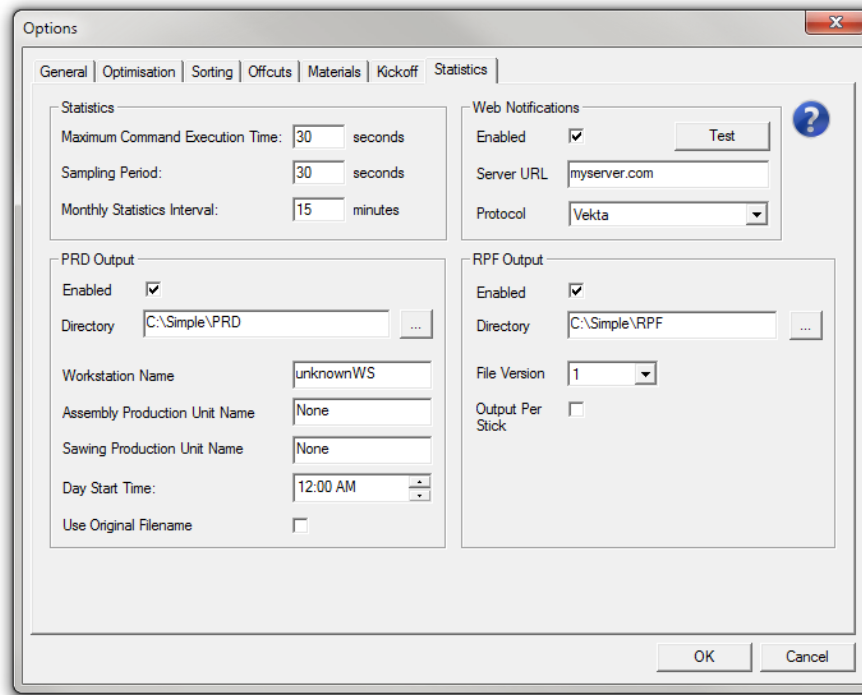 Options
General Optimisation Sorting Offcuts Materials Kickoff Statistics
Statistics
Maximum Command Execution Time: 30 seconds
Sampling Period: 30 seconds
Monthly Statistics Interval: 15 minutes
Web Notifications
Enabled Test
Server URL myserver.com
Protocol Vekta
?
PRD Output
Enabled
Directory C:\Simple\PRD ...
Workstation Name unknownWS
Assembly Production Unit Name None
Sawing Production Unit Name None
Day Start Time: 12:00 AM
Use Original Filename
RPF Output
Enabled
Directory C:\Simple\RPF ...
File Version 1
Output Per
Stick
OK Cancel